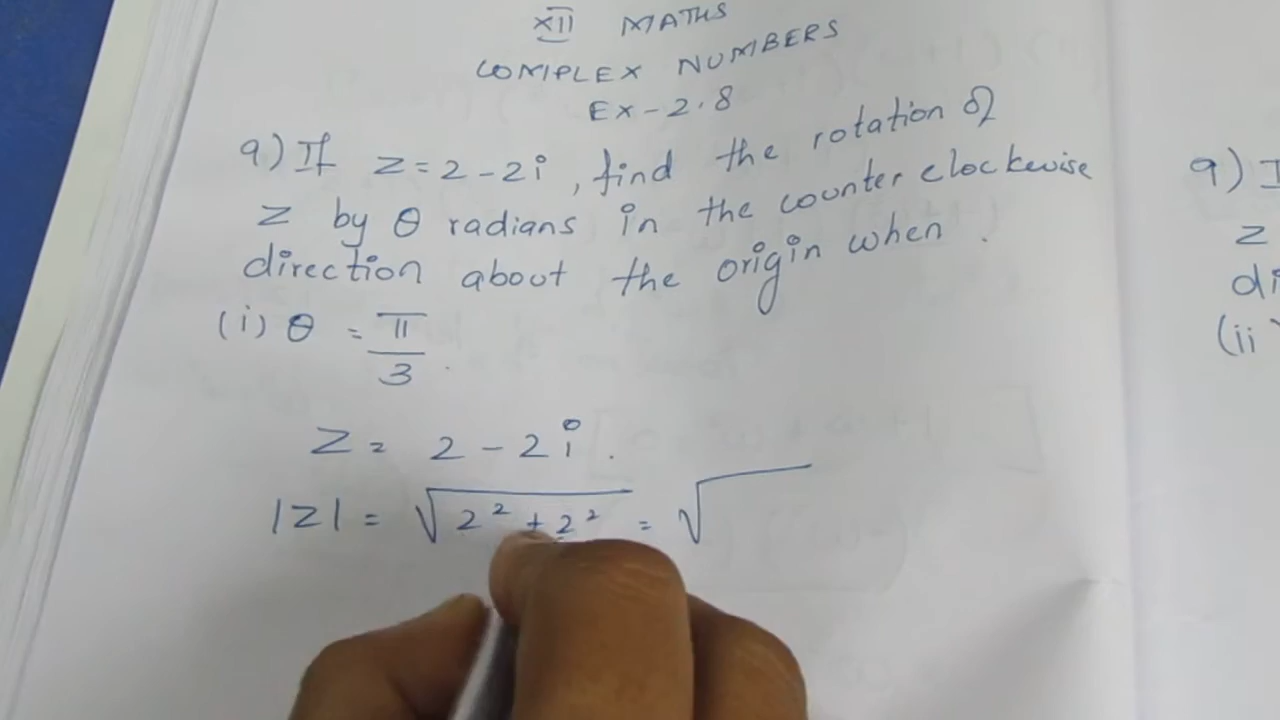 XII MATHS
COMPLEX NUMBERS
EX-2.8
9) If z = 2 - 2i, find the rotation of
z by θ radians in the counter clockwise
direction about the origin when.
(i) θ = π/3.
z = 2 - 2i.
|z| = √(2² + 2²) = √
9) I
z
di
(ii)